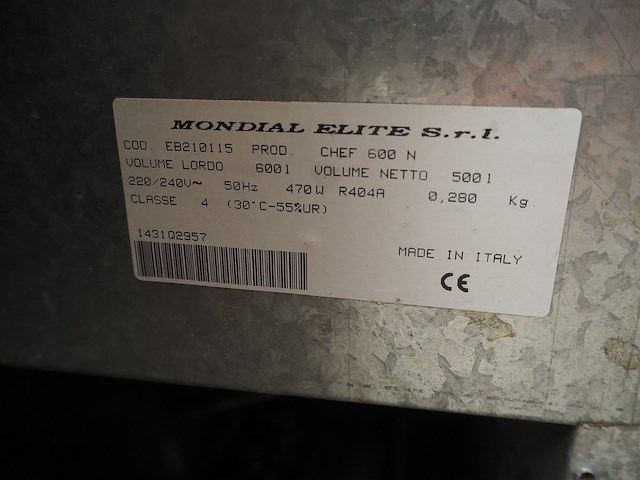 MONDIAL ELITE S.r.l.
COD. EB210115 PROD. CHEF 600 N
VOLUME LORDO 600l VOLUME NETTO 500l
220/240V~ 50Hz 470W R404A 0,280 Kg.
CLASSE 4 (30°C-55%UR)
143102957
MADE IN ITALY
CE